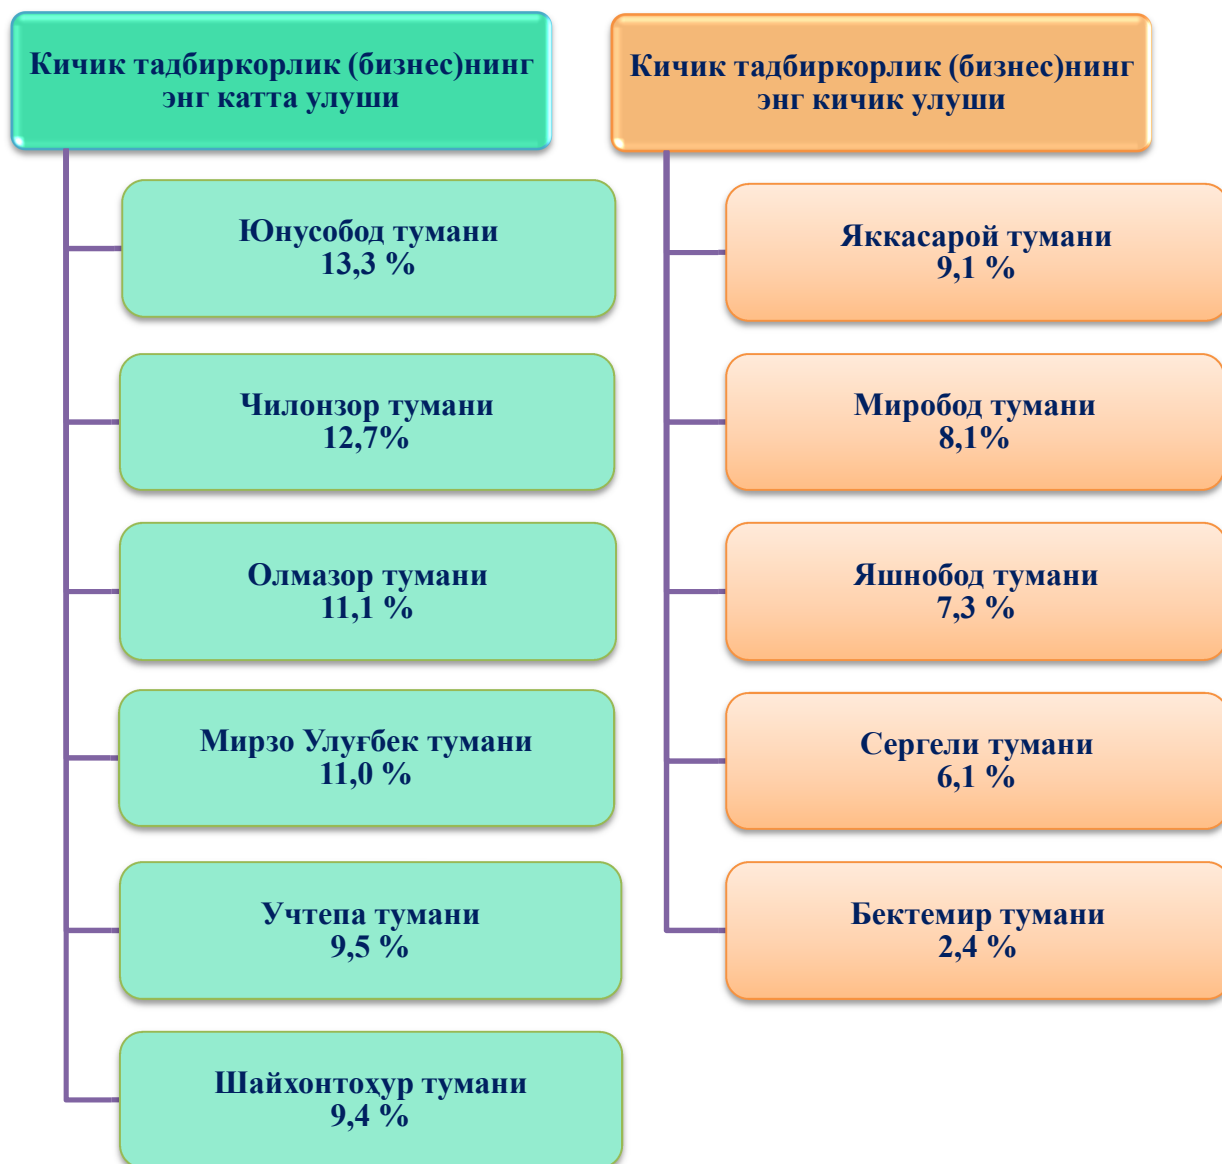 Кичик тадбиркорлик (бизнес)нинг
энг катта улуши
Юнусобод тумани
13,3 %
Чилонзор тумани
12,7%
Олмазор тумани
11,1 %
Мирзо Улуғбек тумани
11,0 %
Учтепа тумани
9,5 %
Шайхонтоҳур тумани
9,4 %
Кичик тадбиркорлик (бизнес)нинг
энг кичик улуши
Яккасарой тумани
9,1 %
Миробод тумани
8,1%
Яшнобод тумани
7,3 %
Сергели тумани
6,1 %
Бектемир тумани
2,4 %